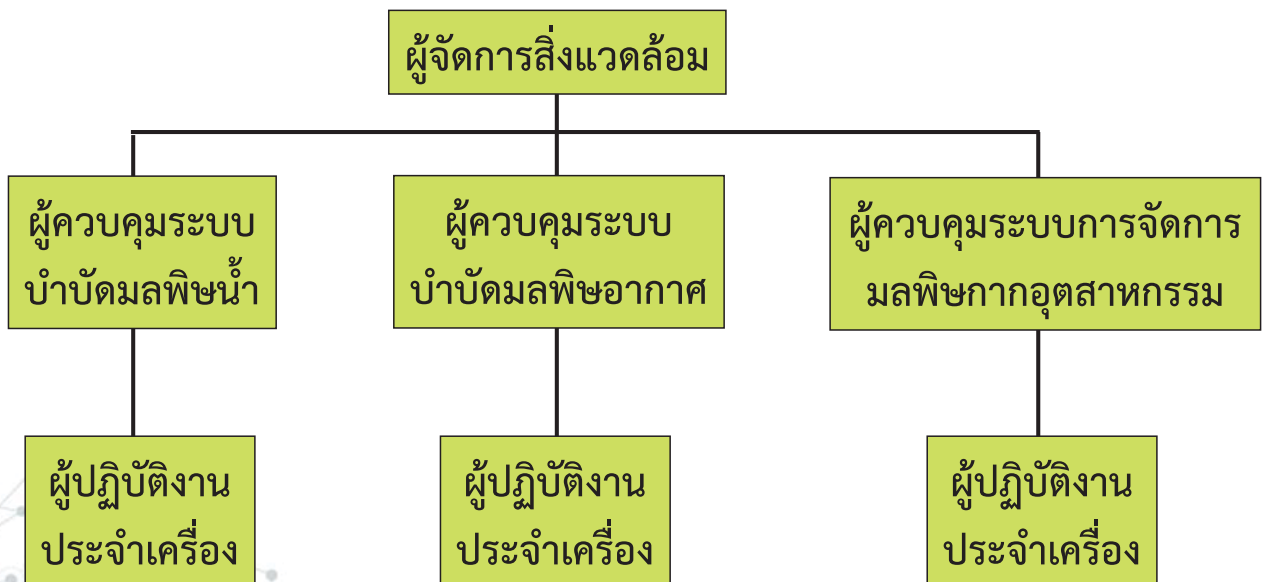 ผู้จัดการสิ่งแวดล้อม
ผู้ควบคุมระบบ
บำบัดมลพิษน้ำ
ผู้ควบคุมระบบ
บำบัดมลพิษอากาศ
ผู้ควบคุมระบบการจัดการ
มลพิษกากอุตสาหกรรม
ผู้ปฏิบัติงาน
ประจำเครื่อง
ผู้ปฏิบัติงาน
ประจำเครื่อง
ผู้ปฏิบัติงาน
ประจำเครื่อง